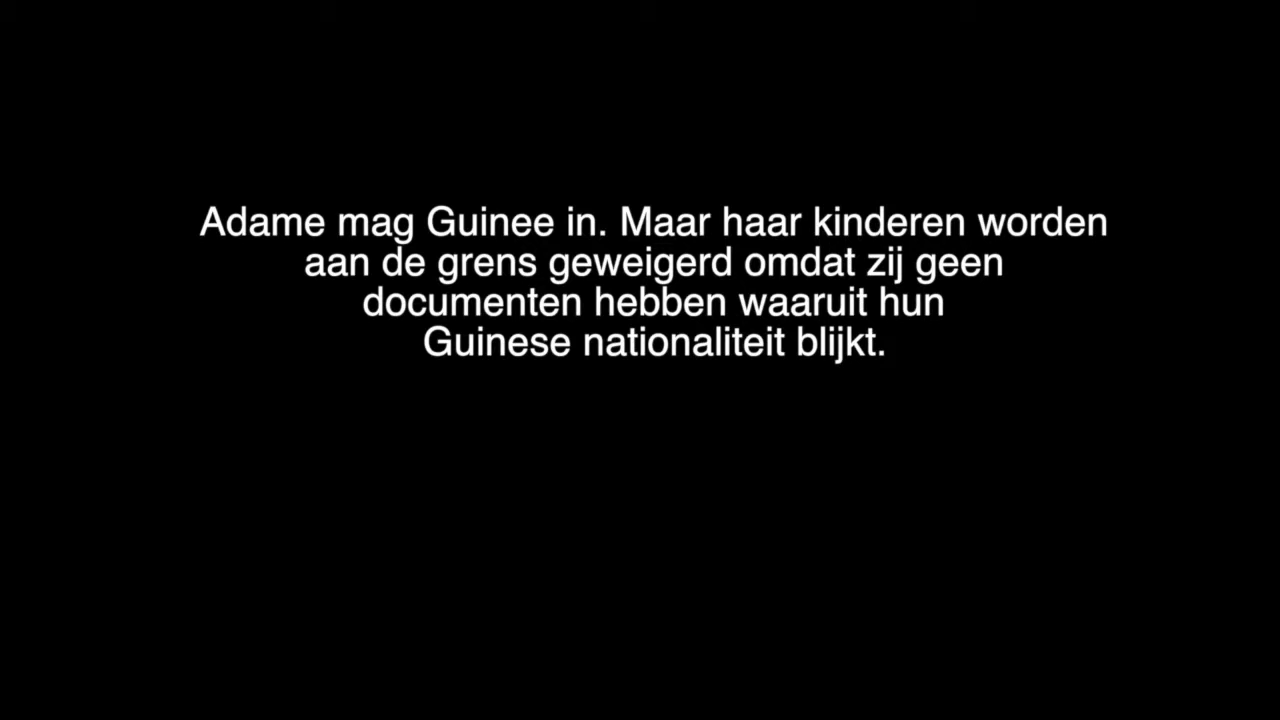 Adame mag Guinee in. Maar haar kinderen worden
aan de grens geweigerd omdat zij geen
documenten hebben waaruit hun
Guinese nationaliteit blijkt.